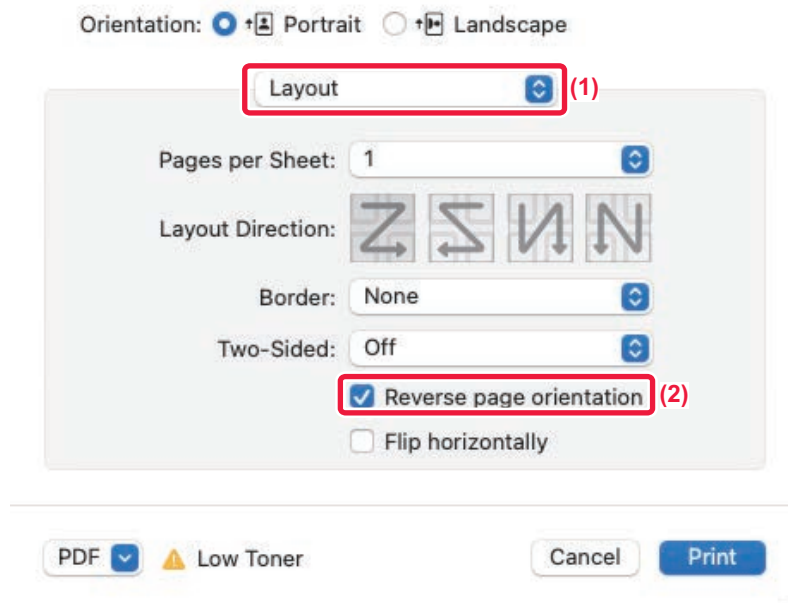 Orientation: Portrait Landscape
Layout (1)
Pages per Sheet: 1
Layout Direction:
Border: None
Two-Sided: Off
Reverse page orientation (2)
Flip horizontally
PDF Low Toner Cancel Print